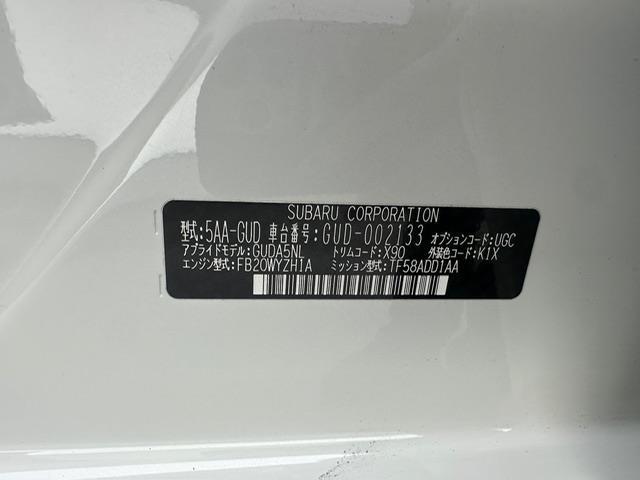 SUBARU CORPORATION
型式:5AA-GUD 車台番号:GUD-002133 オプションコード:UGC
アプライドモデル:GUDA5NL トリムコード:X90 外装色コード:K1X
エンジン型式:FB20WYZH1A ミッション型式:TF58ADD1AA